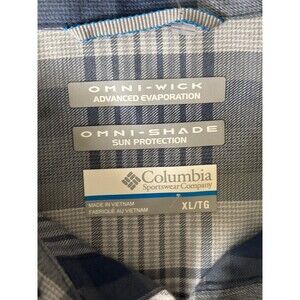 OMNI-WICK
ADVANCED EVAPORATION
OMNI-SHADE
SUN PROTECTION
Columbia
Sportswear Company
MADE IN VIETNAM
FABRIQUÉ AU VIETNAM
XL/TG